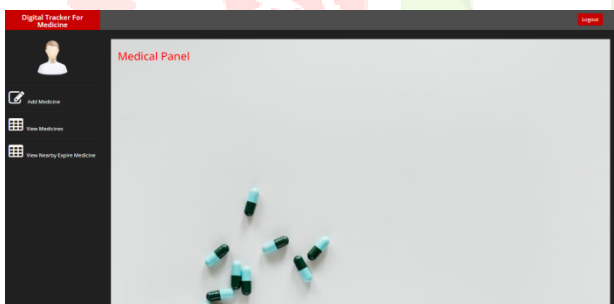 Digital Tracker For
Medicine
Logout
Medical Panel
Add Medicine
View Medicines
View Nearby Expire Medicine